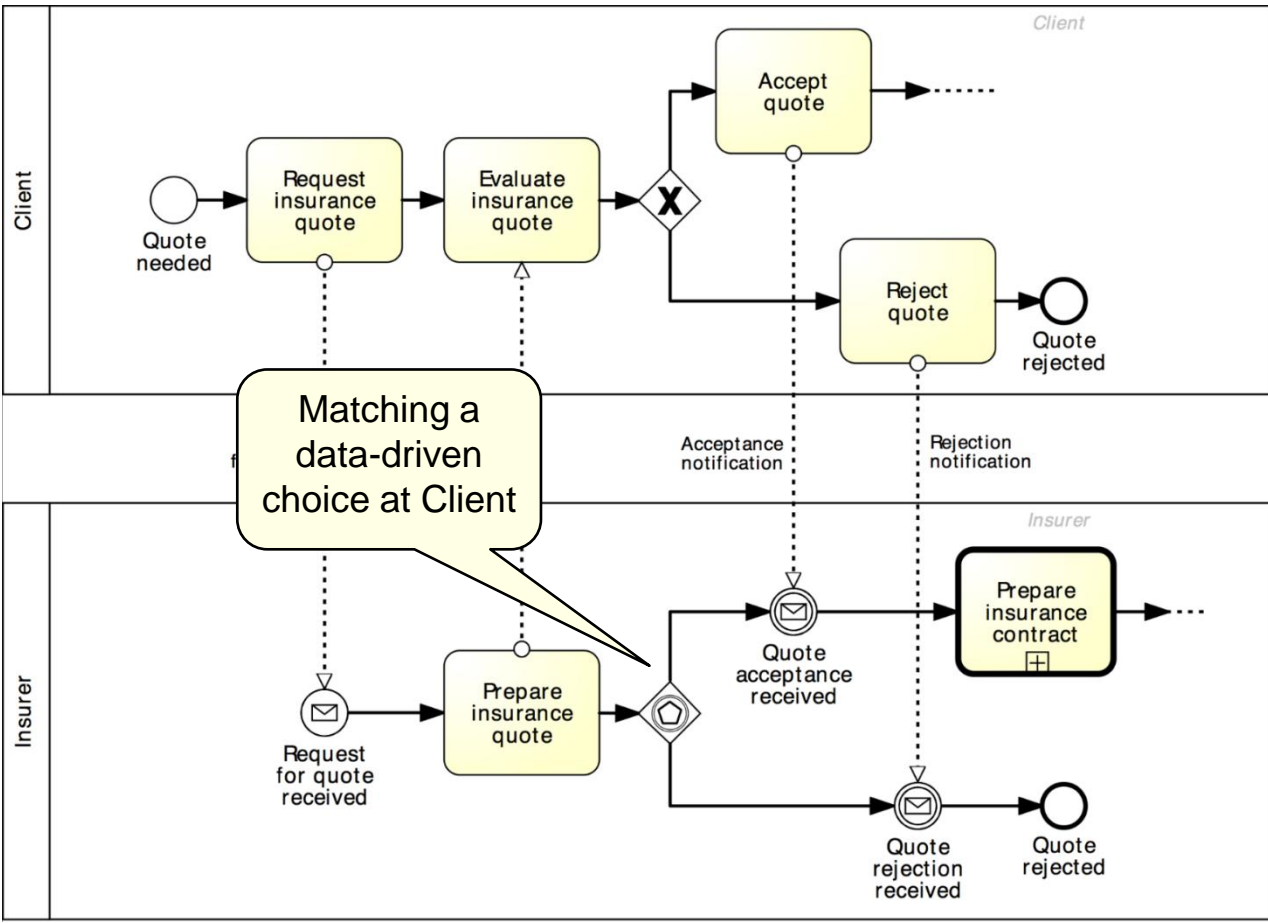 Client
Client
Accept
quote
Request
insurance
quote
Evaluate
insurance
quote
X
Quote
needed
Reject
quote
Quote
rejected
Matching a
data-driven
choice at Client
Acceptance
notification
Rejection
notification
Insurer
Insurer
Prepare
insurance
contract
Quote
acceptance
received
Prepare
insurance
quote
Request
for quote
received
Quote
rejection
received
Quote
rejected